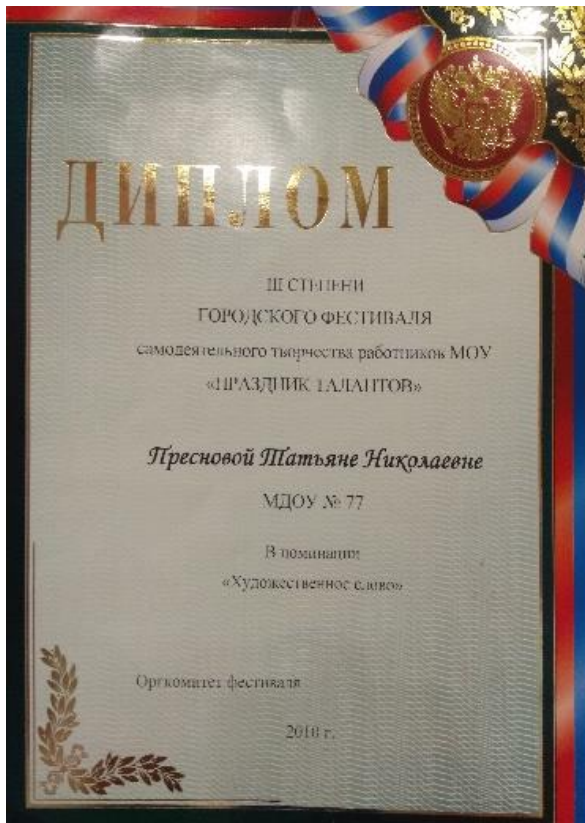 ДИПЛОМ
III СТЕПЕНИ
ГОРОДСКОГО ФЕСТИВАЛЯ
самодеятельного творчества работников МОУ
«ПРАЗДНИК ТАЛАНТОВ»
Пресновой Татьяне Николаевне
МДОУ № 77
В номинации
«Художественное слово»
Оргкомитет фестиваля
2010 г.